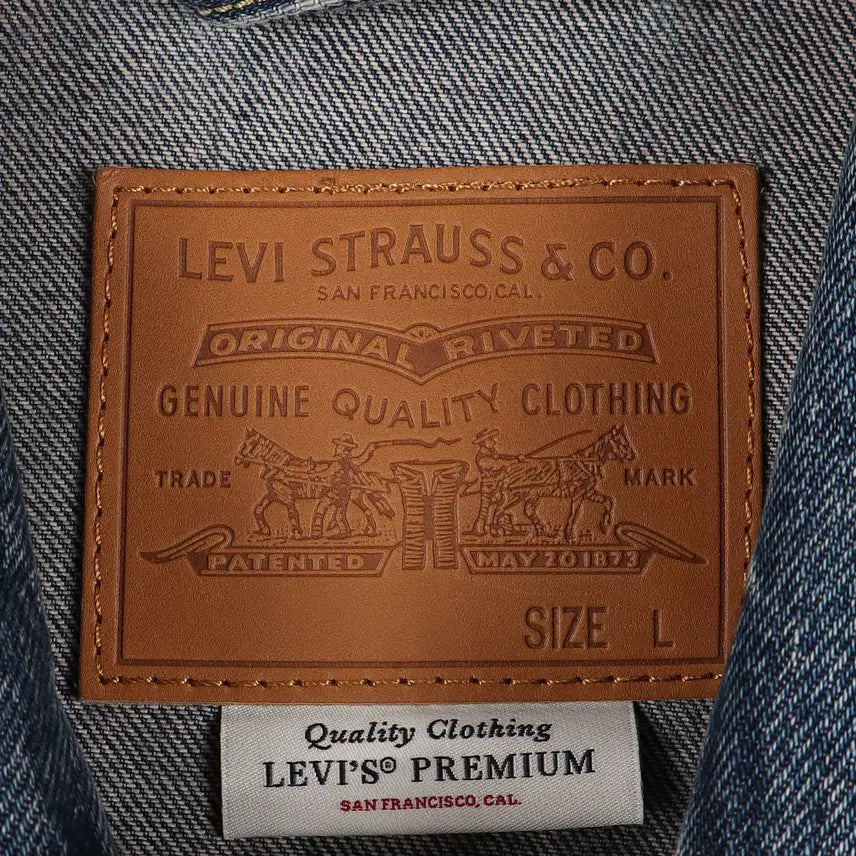 LEVI STRAUSS & CO.
SAN FRANCISCO, CAL.
ORIGINAL RIVETED
GENUINE QUALITY CLOTHING
TRADE MARK
PATENTED MAY 20 1873
SIZE L
Quality Clothing
LEVI'S® PREMIUM
SAN FRANCISCO, CAL.